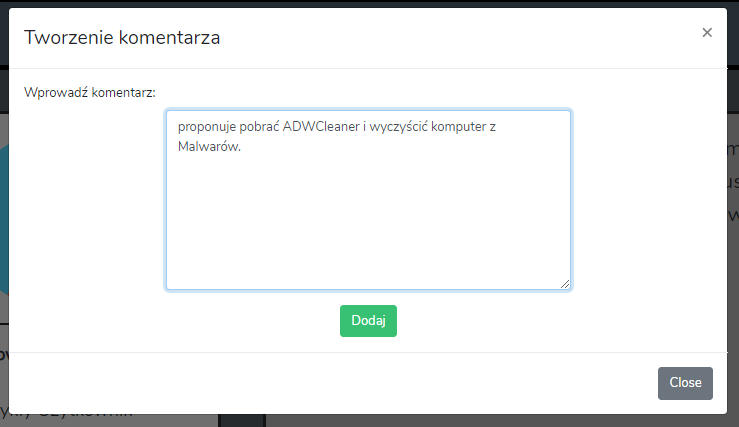 Tworzenie komentarza
×
Wprowadź komentarz:
proponuje pobrać ADWCleaner i wyczyścić komputer z
Malwarów.
Dodaj
Close